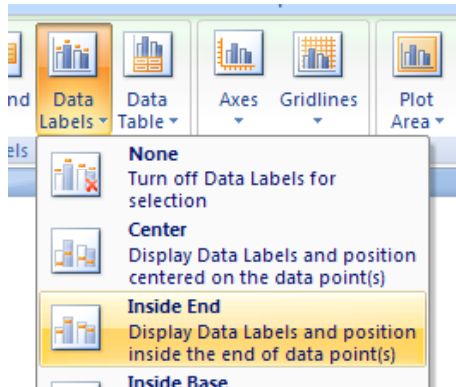 nd Data Data Axes Gridlines Plot
Labels Table Area
els
None
Turn off Data Labels for
selection
Center
Display Data Labels and position
centered on the data point(s)
Inside End
Display Data Labels and position
inside the end of data point(s)
Inside Base